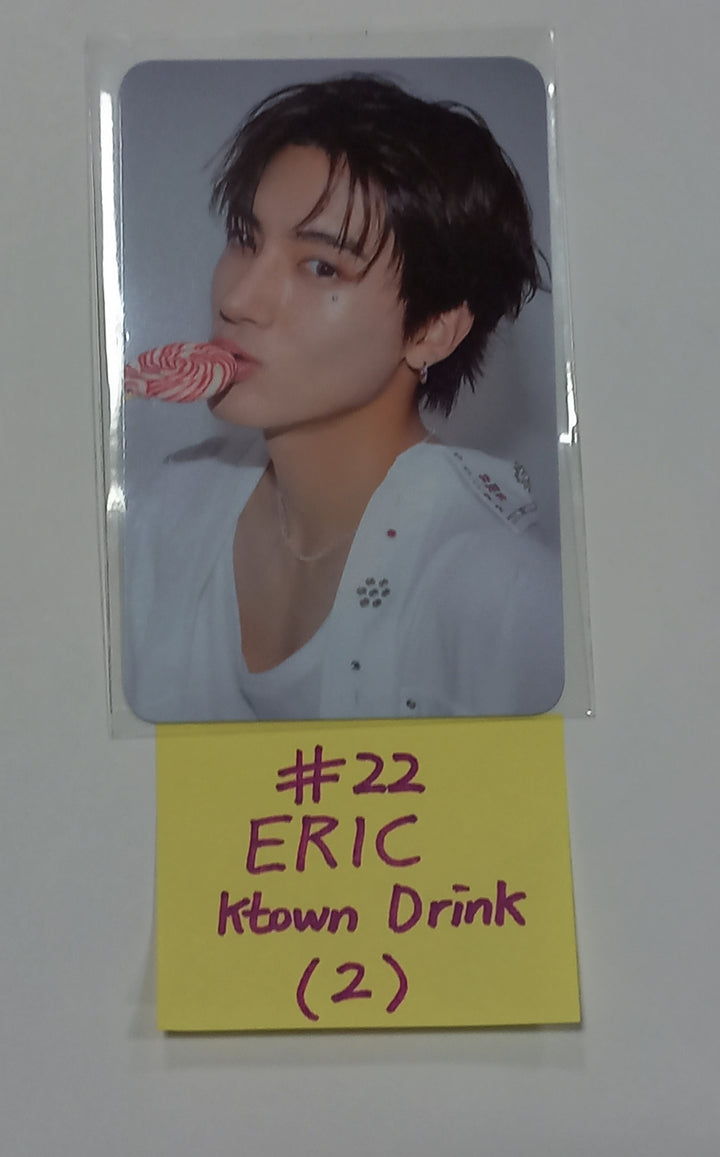 #22
ERIC
Ktown Drink
(2)